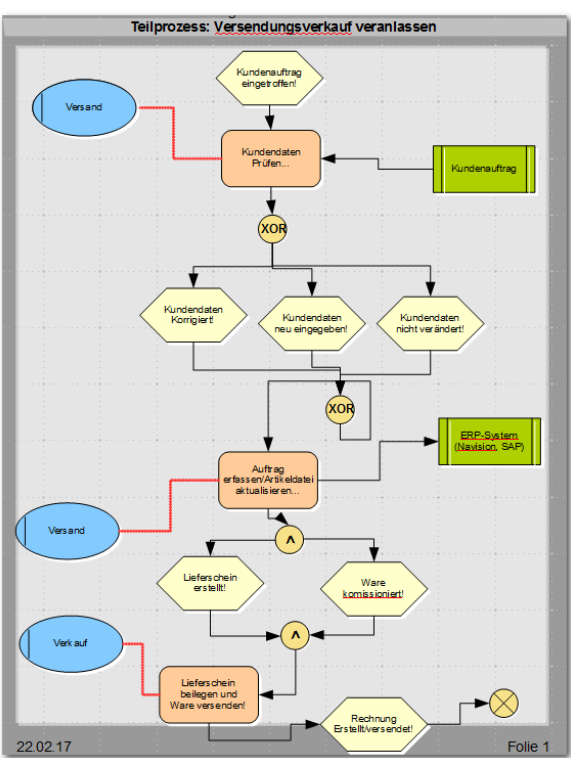 Teilprozess: Versendungsverkauf veranlassen
Kundenauftrag
eingetroffen!
Versand
Kundendaten
Prüfen...
Kundenauftrag
XOR
Kundendaten
Korrigiert!
Kundendaten
neu eingegeben!
Kundendaten
nicht verändert!
XOR
ERP-System
(Navision, SAP)
Auftrag
erfassen/Artikeldatei
aktualisieren...
Versand
∧
Lieferschein
erstellt!
Ware
komissioniert!
∧
Verkauf
Lieferschein
beilegen und
Ware versenden!
Rechnung
Erstellt/versendet!
22.02.17
Folie 1